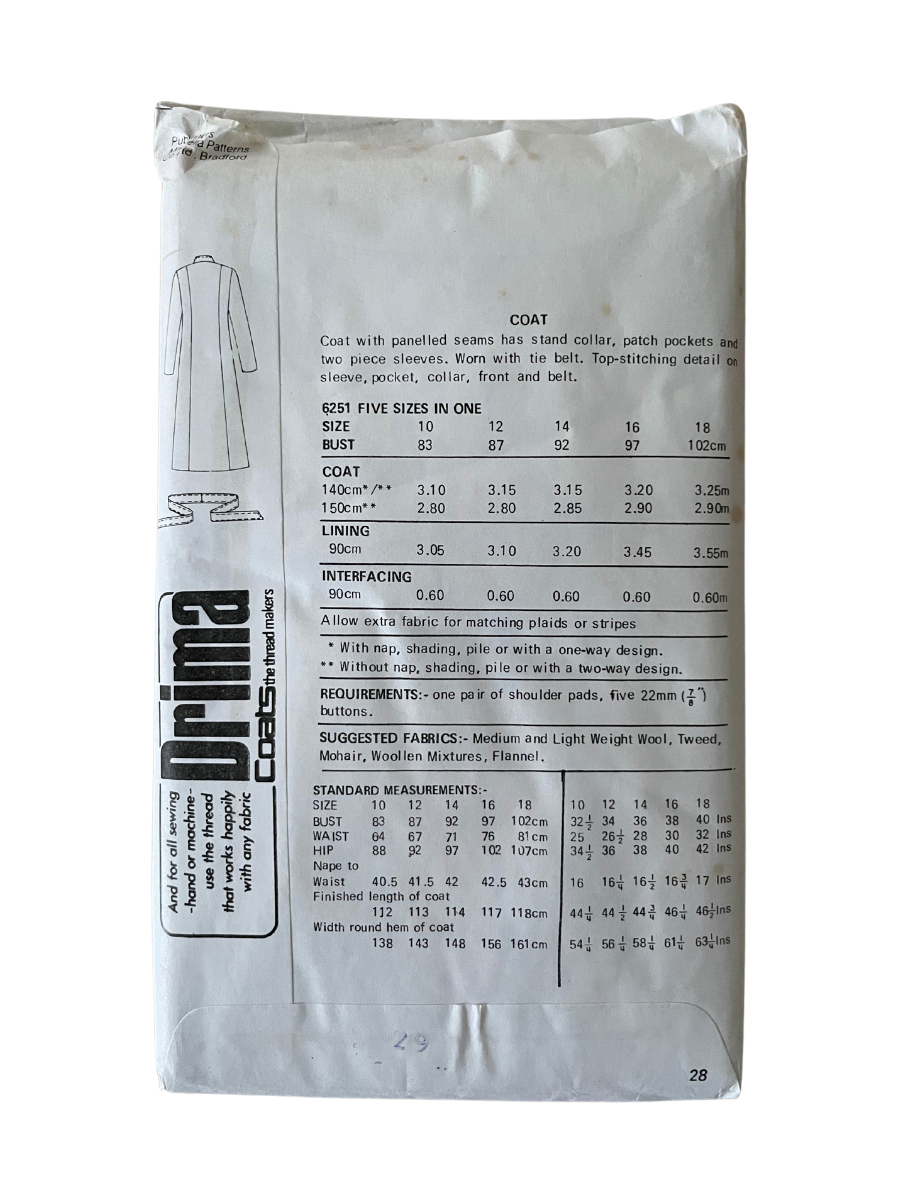 Patterns
Bradford
COAT
Coat with panelled seams has stand collar, patch pockets and
two piece sleeves. Worn with tie belt. Top-stitching detail on
sleeve, pocket, collar, front and belt.
6251 FIVE SIZES IN ONE
SIZE 10 12 14 16 18
BUST 83 87 92 97 102cm
COAT
140cm*/** 3.10 3.15 3.15 3.20 3.25m
150cm** 2.80 2.80 2.85 2.90 2.90m
LINING
90cm 3.05 3.10 3.20 3.45 3.55m
INTERFACING
90cm 0.60 0.60 0.60 0.60 0.60m
Allow extra fabric for matching plaids or stripes
* With nap, shading, pile or with a one-way design.
** Without nap, shading, pile or with a two-way design.
REQUIREMENTS:- one pair of shoulder pads, five 22mm (⅞")
buttons.
SUGGESTED FABRICS:- Medium and Light Weight Wool, Tweed,
Mohair, Woollen Mixtures, Flannel.
STANDARD MEASUREMENTS:-
SIZE 10 12 14 16 18 10 12 14 16 18
BUST 83 87 92 97 102cm 32½ 34 36 38 40 Ins
WAIST 64 67 71 76 81cm 25 26½ 28 30 32 Ins
HIP 88 92 97 102 107cm 34½ 36 38 40 42 Ins
Nape to
Waist 40.5 41.5 42 42.5 43cm 16 16¼ 16½ 16¾ 17 Ins
Finished length of coat
112 113 114 117 118cm 44¼ 44½ 44¾ 46¼ 46½Ins
Width round hem of coat
138 143 148 156 161cm 54¼ 56¼ 58¼ 61¼ 63¼Ins
Drima
Coats the thread makers
And for all sewing
-hand or machine-
use the thread
that works happily
with any fabric
29
28